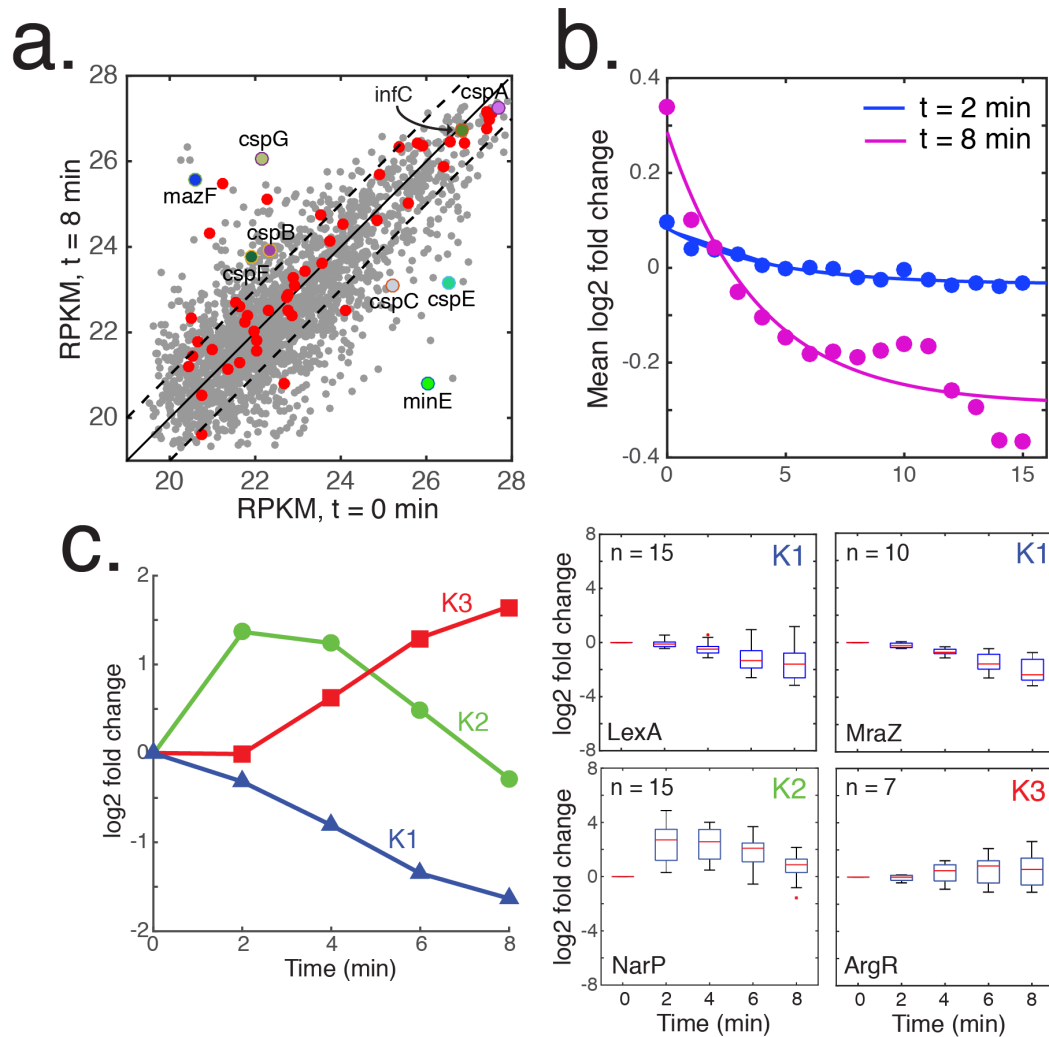 a.
28
26
24
22
20
RPKM, t = 8 min
infC
cspA
cspG
mazF
cspB
cspF
cspC
cspE
minE
20
22
24
26
28
RPKM, t = 0 min
b.
0.4
0.2
0
-0.2
-0.4
Mean log2 fold change
t = 2 min
t = 8 min
0
5
10
15
c.
2
1
0
-1
-2
log2 fold change
K3
K2
K1
0
2
4
6
8
Time (min)
8
4
0
-4
-8
log2 fold change
n = 15
K1
LexA
n = 10
K1
MraZ
8
4
0
-4
-8
log2 fold change
n = 15
K2
NarP
0
2
4
6
8
Time (min)
n = 7
K3
ArgR
0
2
4
6
8
Time (min)